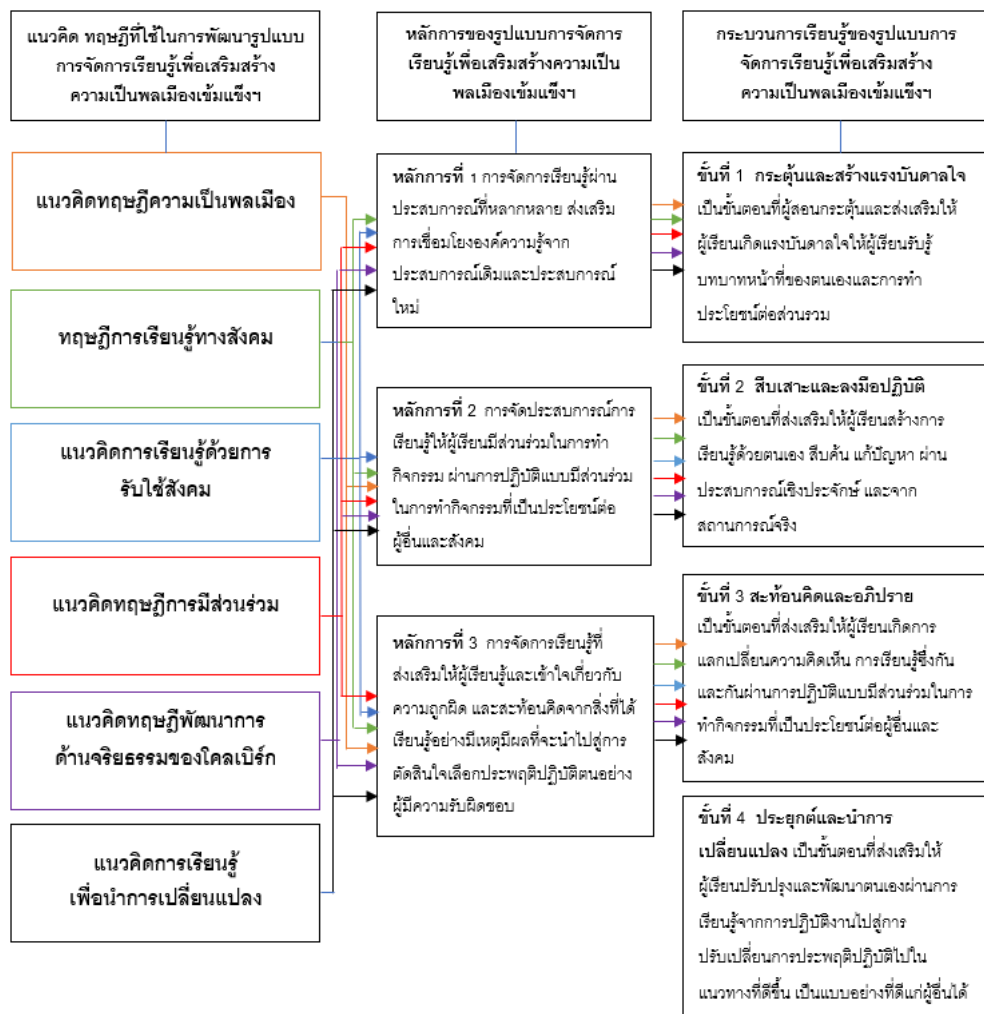 แนวคิด ทฤษฎีที่ใช้ในการพัฒนารูปแบบ
การจัดการเรียนรู้เพื่อเสริมสร้าง
ความเป็นพลเมืองเข้มแข็งฯ
หลักการของรูปแบบการจัดการ
เรียนรู้เพื่อเสริมสร้างความเป็น
พลเมืองเข้มแข็งฯ
กระบวนการเรียนรู้ของรูปแบบการ
จัดการเรียนรู้เพื่อเสริมสร้าง
ความเป็นพลเมืองเข้มแข็งฯ
แนวคิดทฤษฎีความเป็นพลเมือง
ทฤษฎีการเรียนรู้ทางสังคม
แนวคิดการเรียนรู้ด้วยการ
รับใช้สังคม
แนวคิดทฤษฎีการมีส่วนร่วม
แนวคิดทฤษฎีพัฒนาการ
ด้านจริยธรรมของโคลเบิร์ก
แนวคิดการเรียนรู้
เพื่อนำการเปลี่ยนแปลง
หลักการที่ 1 การจัดการเรียนรู้ผ่าน
ประสบการณ์ที่หลากหลาย ส่งเสริม
การเชื่อมโยงองค์ความรู้จาก
ประสบการณ์เดิมและประสบการณ์
ใหม่
หลักการที่ 2 การจัดประสบการณ์การ
เรียนรู้ให้ผู้เรียนมีส่วนร่วมในการทำ
กิจกรรม ผ่านการปฏิบัติแบบมีส่วนร่วม
ในการทำกิจกรรมที่เป็นประโยชน์ต่อ
ผู้อื่นและสังคม
หลักการที่ 3 การจัดการเรียนรู้ที่
ส่งเสริมให้ผู้เรียนรู้และเข้าใจเกี่ยวกับ
ความถูกผิด และสะท้อนคิดจากสิ่งที่ได้
เรียนรู้อย่างมีเหตุมีผลที่จะนำไปสู่การ
ตัดสินใจเลือกประพฤติปฏิบัติตนอย่าง
ผู้มีความรับผิดชอบ
ขั้นที่ 1 กระตุ้นและสร้างแรงบันดาลใจ
เป็นขั้นตอนที่ผู้สอนกระตุ้นและส่งเสริมให้
ผู้เรียนเกิดแรงบันดาลใจให้ผู้เรียนรับรู้
บทบาทหน้าที่ของตนเองและการทำ
ประโยชน์ต่อส่วนรวม
ขั้นที่ 2 สืบเสาะและลงมือปฏิบัติ
เป็นขั้นตอนที่ส่งเสริมให้ผู้เรียนสร้างการ
เรียนรู้ด้วยตนเอง สืบค้น แก้ปัญหา ผ่าน
ประสบการณ์เชิงประจักษ์ และจาก
สถานการณ์จริง
ขั้นที่ 3 สะท้อนคิดและอภิปราย
เป็นขั้นตอนที่ส่งเสริมให้ผู้เรียนเกิดการ
แลกเปลี่ยนความคิดเห็น การเรียนรู้ซึ่งกัน
และกันผ่านการปฏิบัติแบบมีส่วนร่วมในการ
ทำกิจกรรมที่เป็นประโยชน์ต่อผู้อื่นและ
สังคม
ขั้นที่ 4 ประยุกต์และนำการ
เปลี่ยนแปลง เป็นขั้นตอนที่ส่งเสริมให้
ผู้เรียนปรับปรุงและพัฒนาตนเองผ่านการ
เรียนรู้จากการปฏิบัติงานไปสู่การ
ปรับเปลี่ยนการประพฤติปฏิบัติไปใน
แนวทางที่ดีขึ้น เป็นแบบอย่างที่ดีแก่ผู้อื่นได้